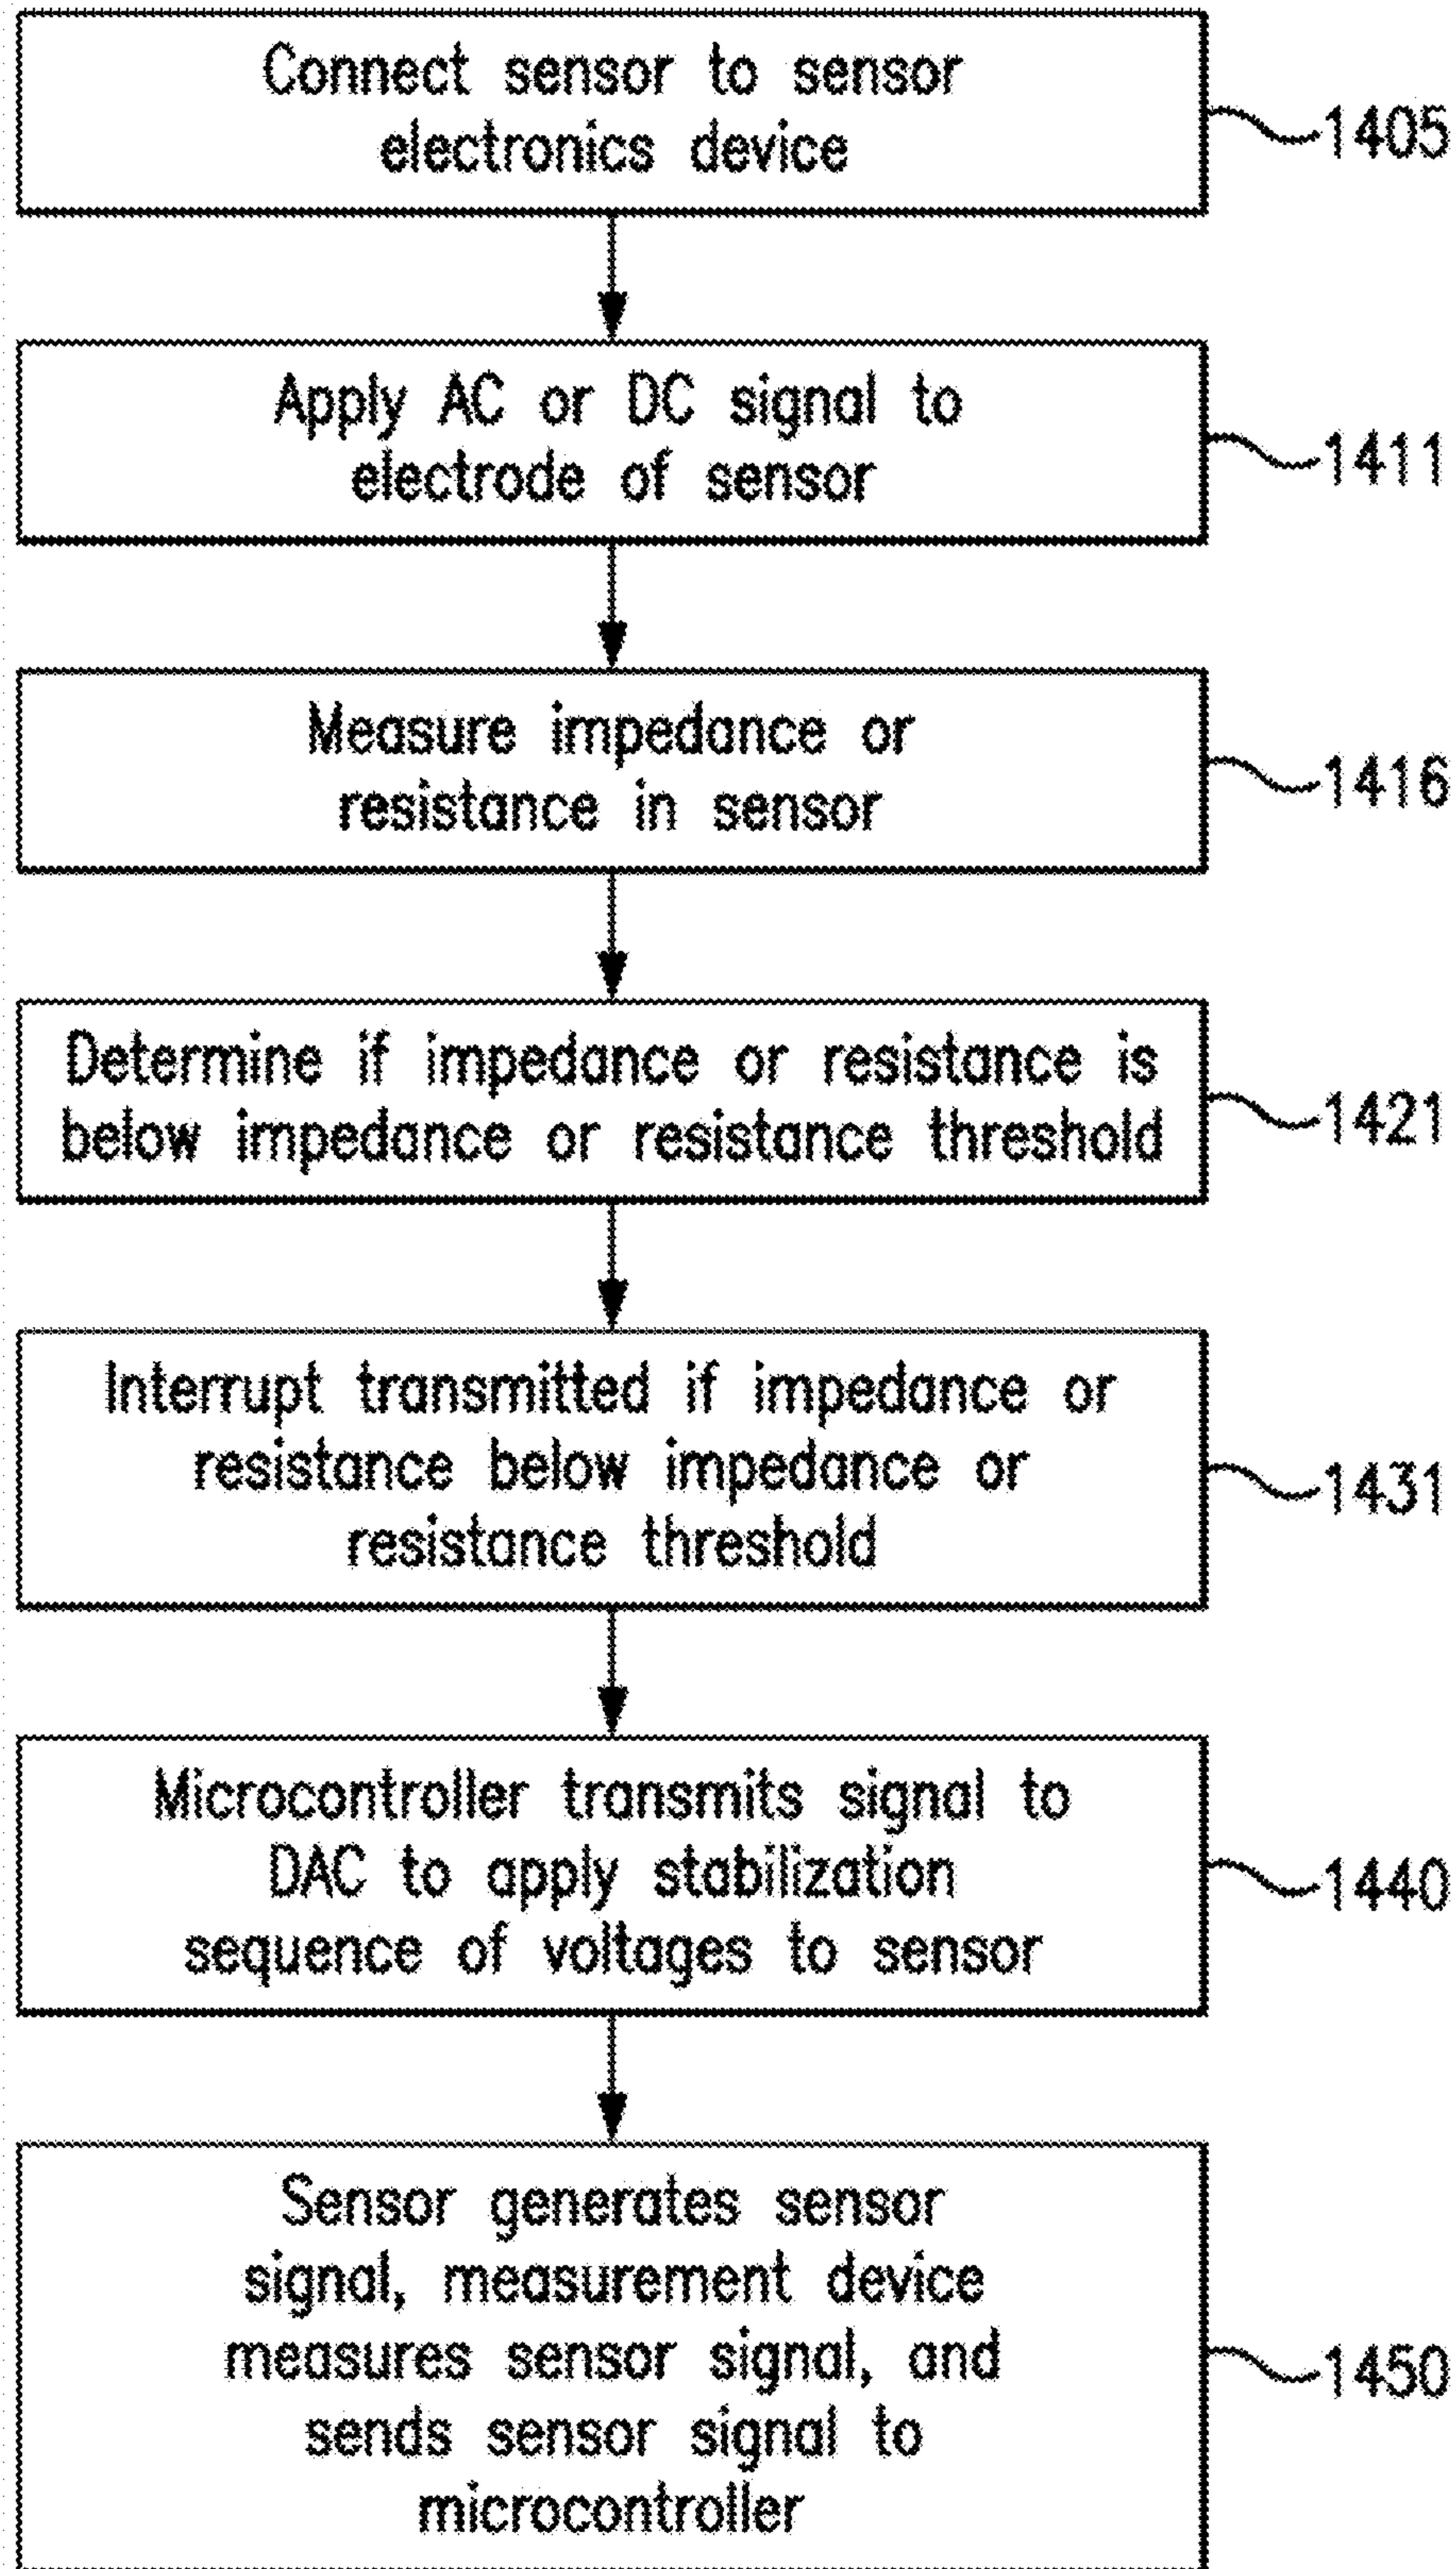 Connect sensor to sensor
electronics device
1405
Apply AC or DC signal to
electrode of sensor
1411
Measure impedance or
resistance in sensor
1416
Determine if impedance or resistance is
below impedance or resistance threshold
1421
Interrupt transmitted if impedance or
resistance below impedance or
resistance threshold
1431
Microcontroller transmits signal to
DAC to apply stabilization
sequence of voltages to sensor
1440
Sensor generates sensor
signal, measurement device
measures sensor signal, and
sends sensor signal to
microcontroller
1450